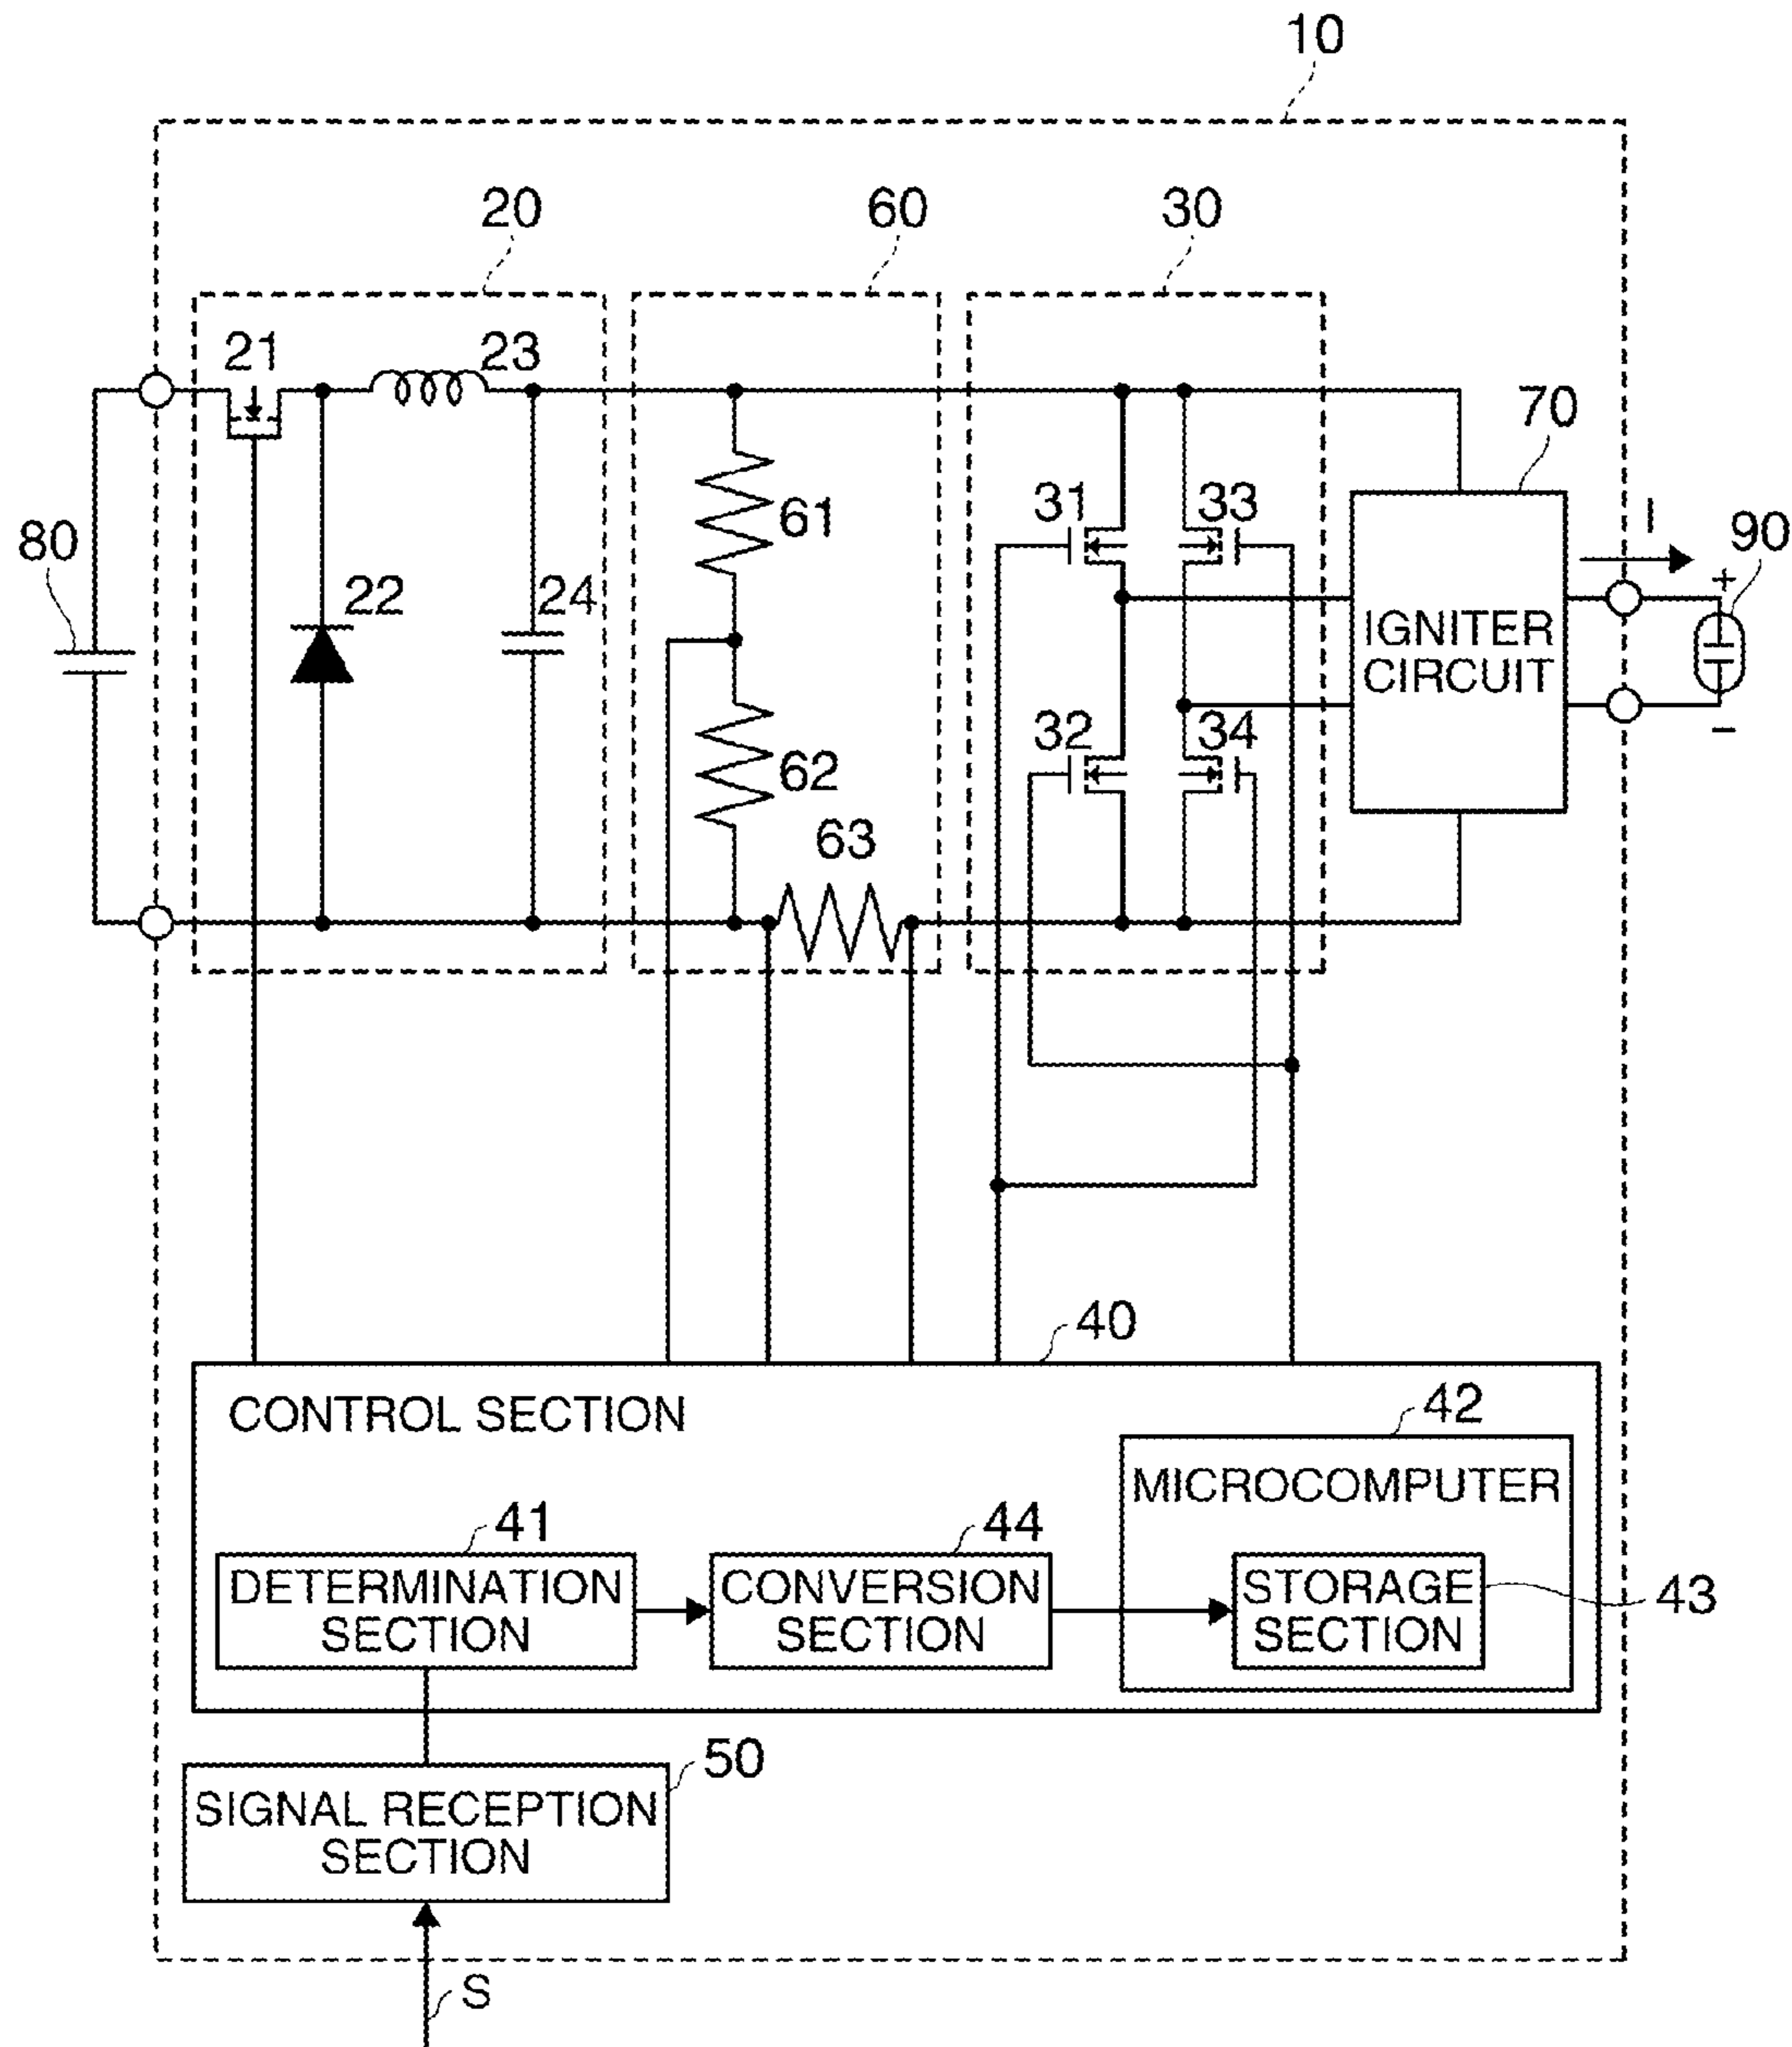 10
20
60
30
21
23
70
31
33
I
80
61
90
+
22
24
IGNITER
CIRCUIT
32
34
−
62
63
40
CONTROL SECTION
42
MICROCOMPUTER
41
44
DETERMINATION
SECTION
CONVERSION
SECTION
STORAGE
SECTION
43
50
SIGNAL RECEPTION
SECTION
S